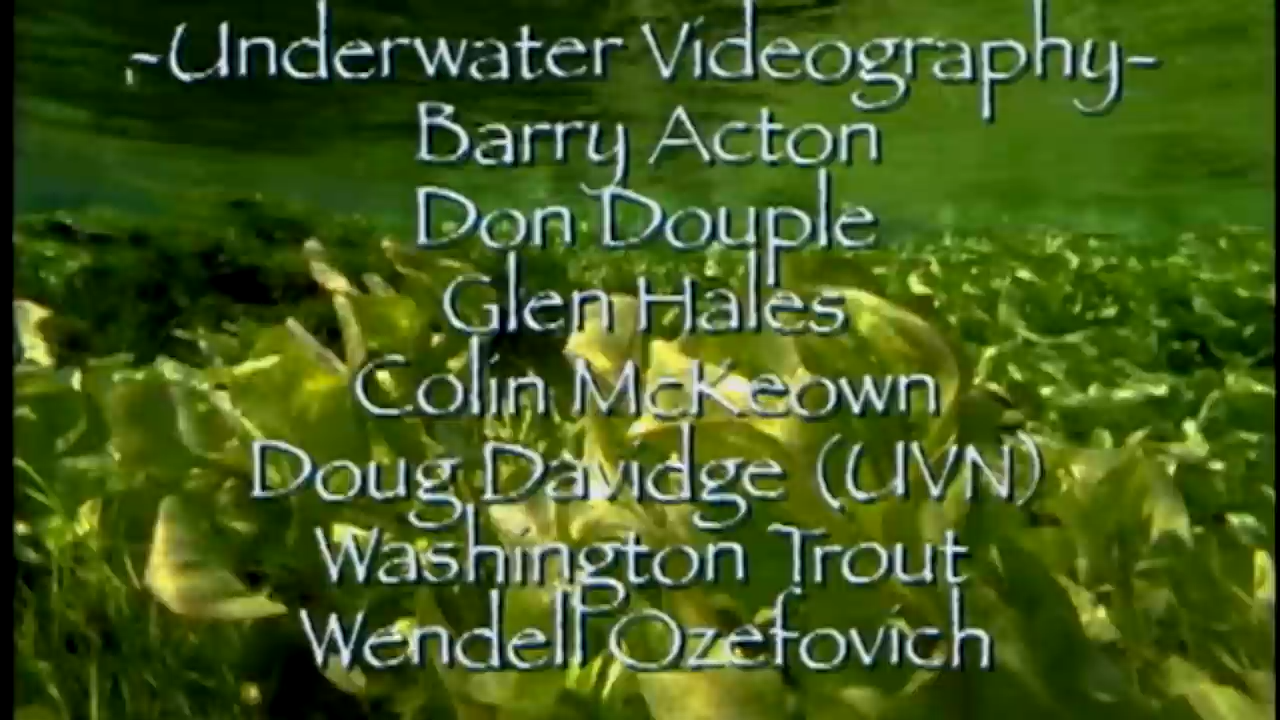 -Underwater Videography-
Barry Acton
Don Douple
Glen Hales
Colin McKeown
Doug Davidge (UVN)
Washington Trout
Wendell Ozefovich